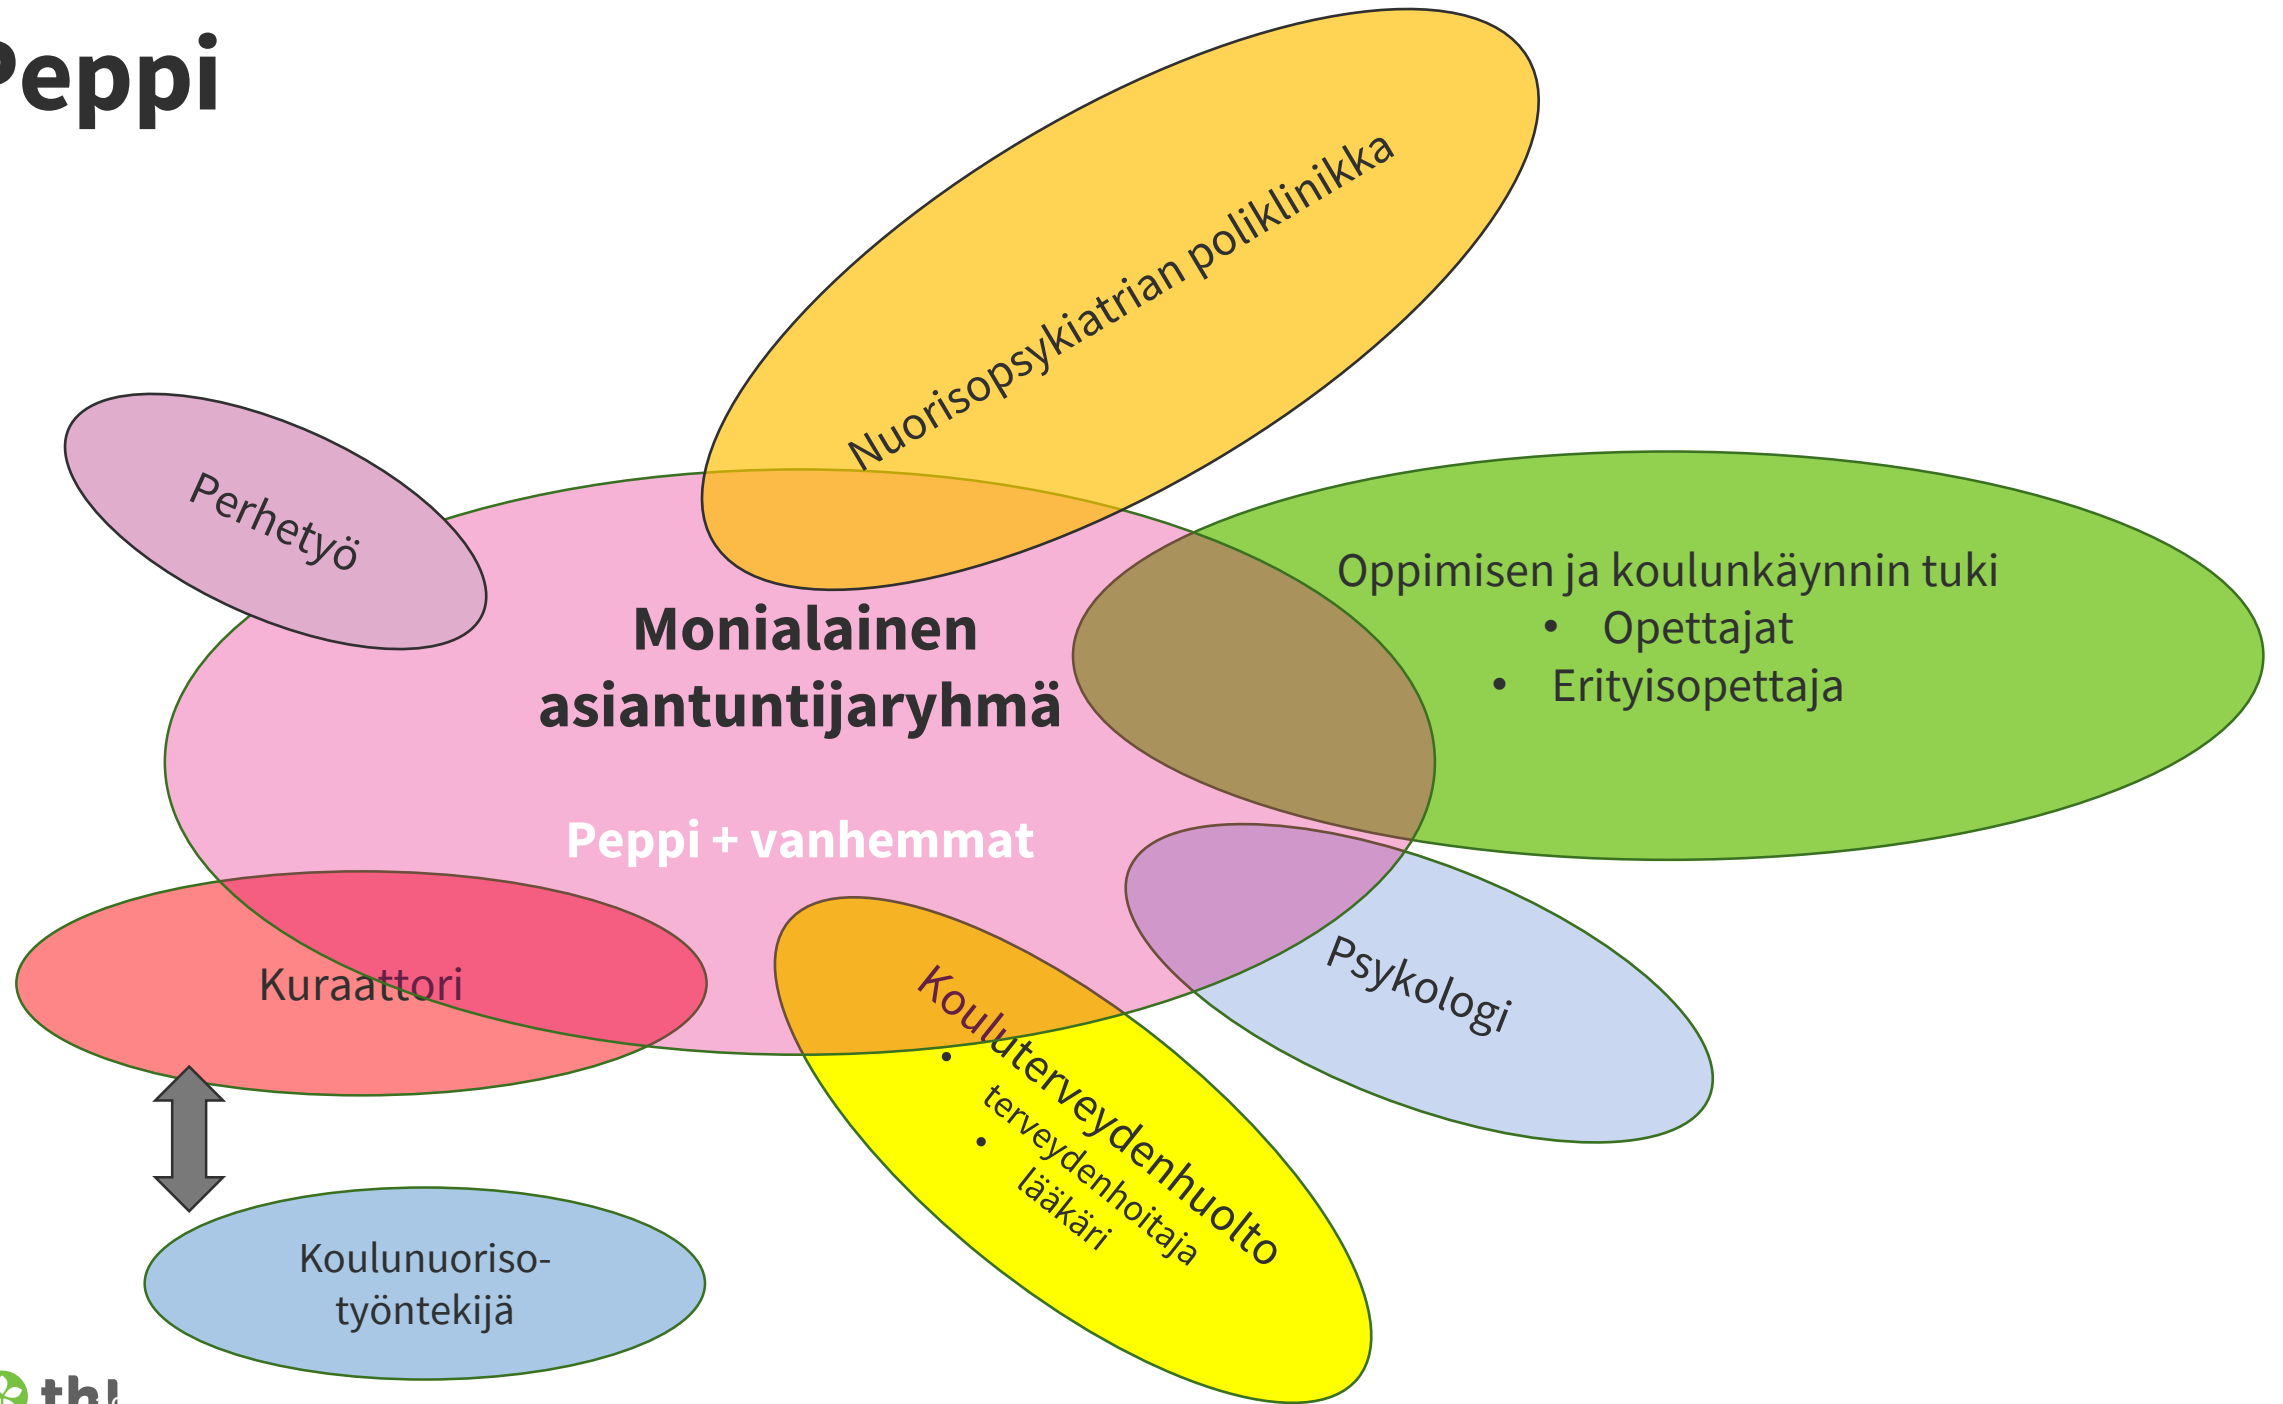 Peppi
Nuorisopsykiatrian poliklinikka
Perhetyö
Oppimisen ja koulunkäynnin tuki
• Opettajat
• Erityisopettaja
Monialainen
asiantuntijaryhmä
Peppi + vanhemmat
Kuraattori
Psykologi
Kouluterveydenhuolto
• terveydenhoitaja
• lääkäri
Koulunuoriso-
työntekijä
thl